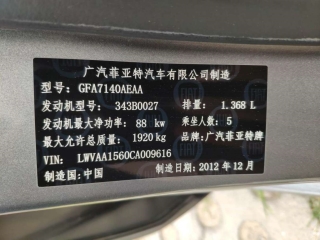 广汽菲亚特汽车有限公司制造
型号: GFA7140AEAA
发动机型号: 343B0027 排量: 1.368 L
发动机最大净功率: 88 kw 乘坐人数: 5
最大允许总质量: 1920 kg 品牌: 广汽菲亚特牌
VIN: LWVAA1560CA009616
制造国: 中国 制造日期: 2012 年 12 月